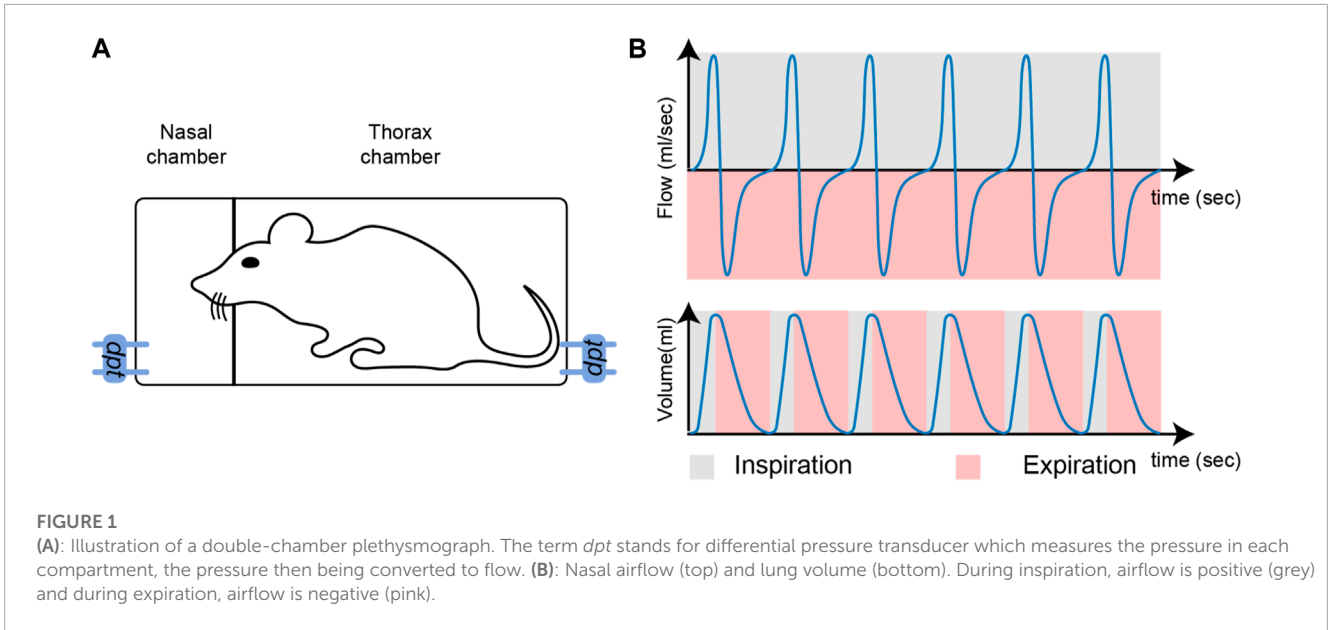 A
Nasal
chamber
Thorax
chamber
dpt
dpt
B
Flow (ml/sec)
time (sec)
Volume(ml)
time (sec)
Inspiration
Expiration
FIGURE 1
(A): Illustration of a double-chamber plethysmograph. The term dpt stands for differential pressure transducer which measures the pressure in each
compartment, the pressure then being converted to flow. (B): Nasal airflow (top) and lung volume (bottom). During inspiration, airflow is positive (grey)
and during expiration, airflow is negative (pink).